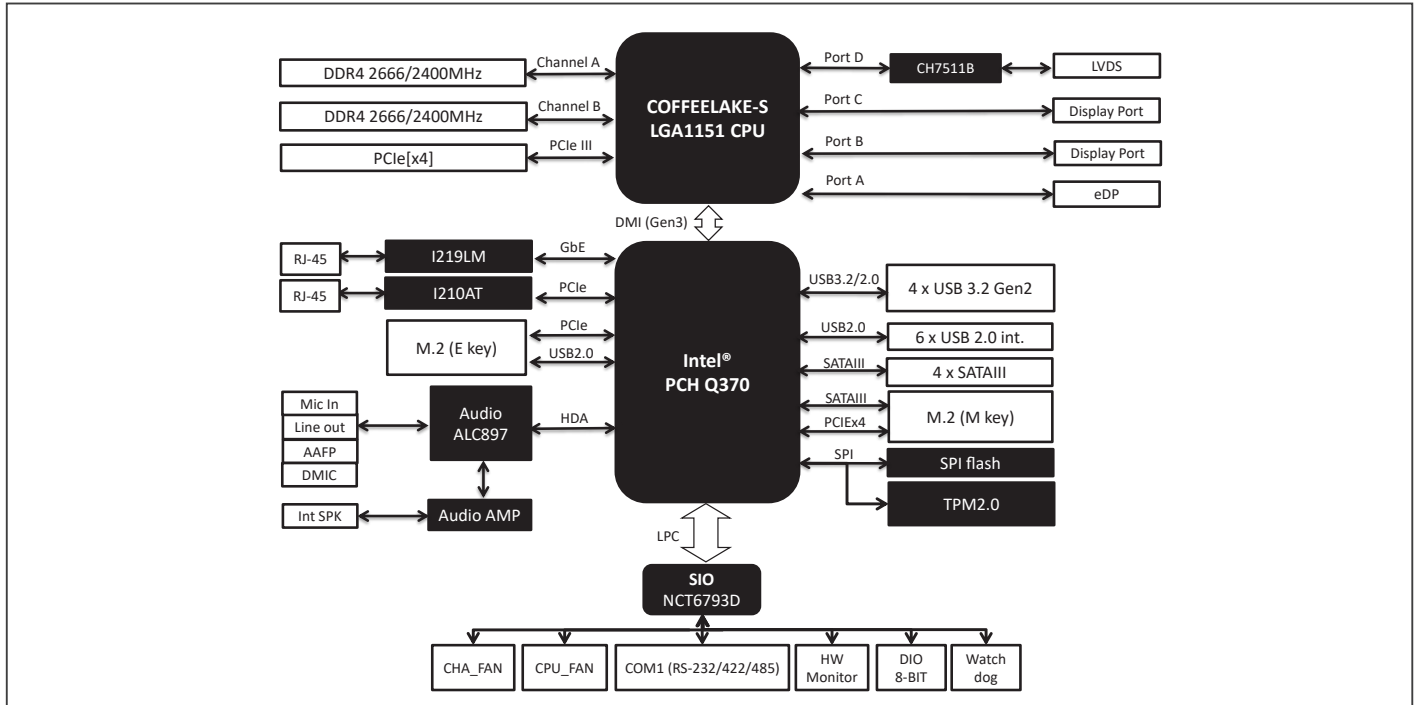 DDR4 2666/2400MHz
Channel A
DDR4 2666/2400MHz
Channel B
PCIe[x4]
PCIe III
COFFEELAKE-S
LGA1151 CPU
Port D
CH7511B
LVDS
Port C
Display Port
Port B
Display Port
Port A
eDP
DMI (Gen3)
RJ-45
I219LM
GbE
RJ-45
I210AT
PCIe
M.2 (E key)
PCIe
USB2.0
Mic In
Line out
AAFP
DMIC
Audio
ALC897
HDA
Int SPK
Audio AMP
Intel®
PCH Q370
USB3.2/2.0
4 x USB 3.2 Gen2
USB2.0
6 x USB 2.0 int.
SATAIII
4 x SATAIII
SATAIII
PCIEx4
M.2 (M key)
SPI
SPI flash
TPM2.0
LPC
SIO
NCT6793D
CHA_FAN
CPU_FAN
COM1 (RS-232/422/485)
HW
Monitor
DIO
8-BIT
Watch
dog